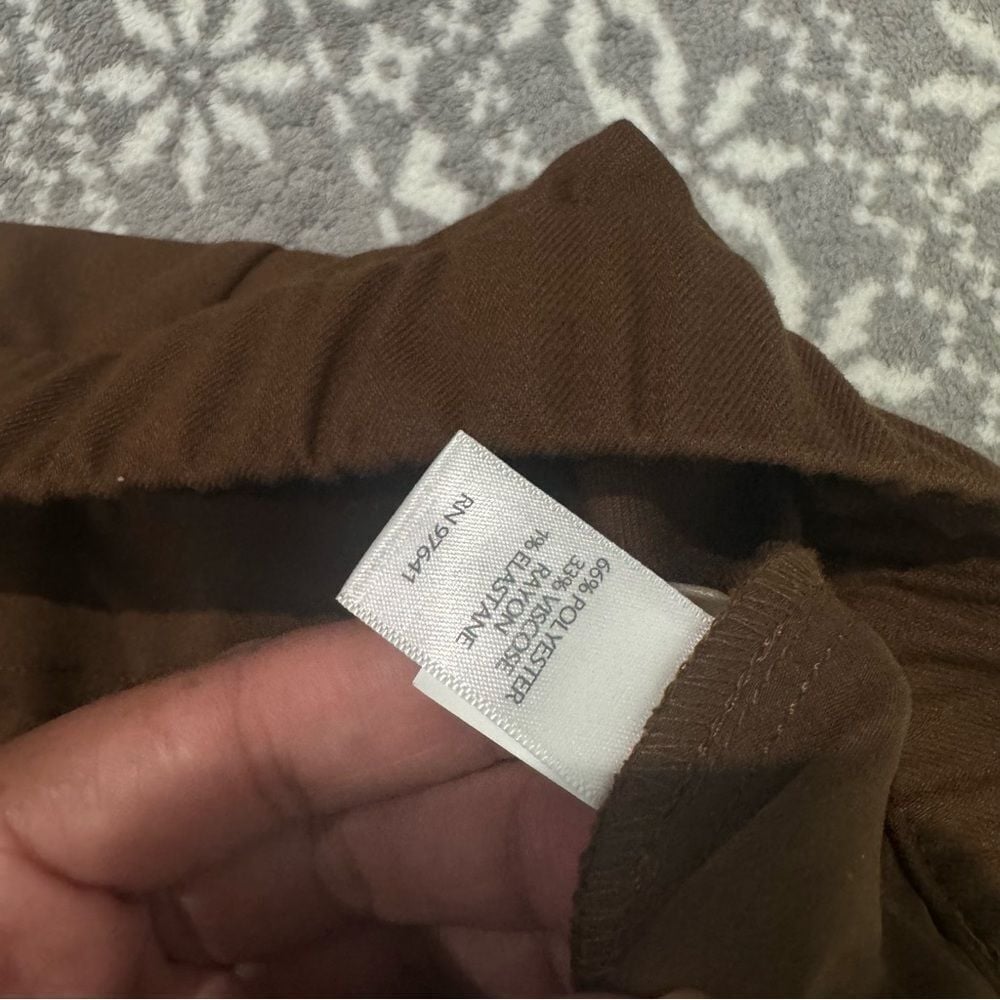 66% POLYESTER
33% VISCOSE
RAYON
1% ELASTANE
RN 97641